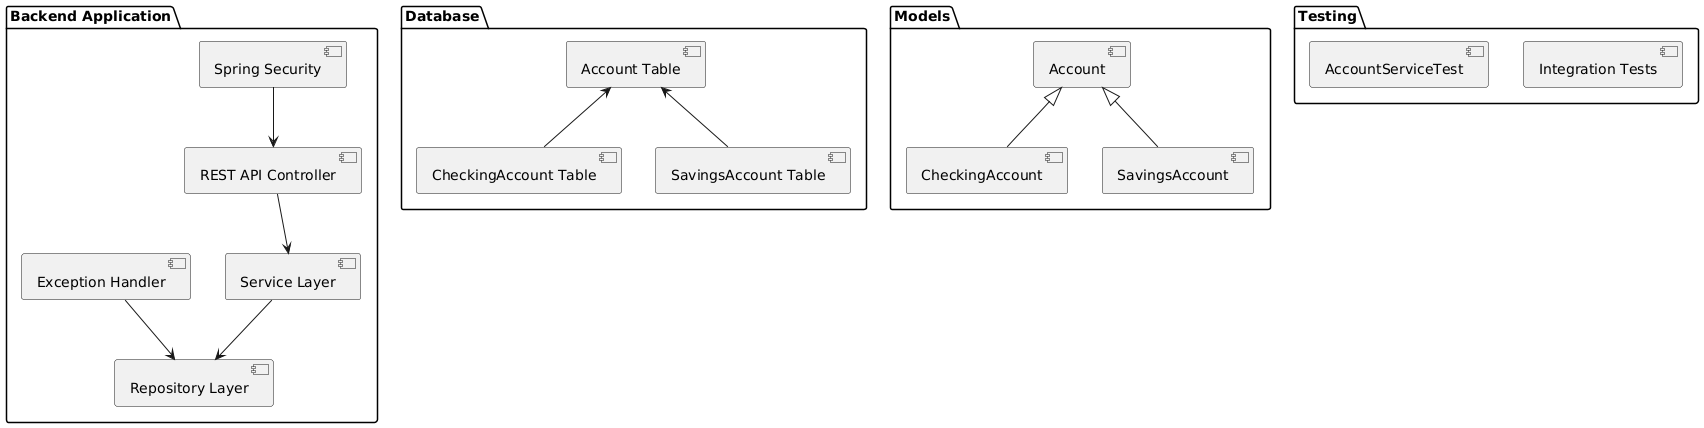 Backend Application
Spring Security
REST API Controller
Exception Handler
Service Layer
Repository Layer
Database
Account Table
CheckingAccount Table
SavingsAccount Table
Models
Account
CheckingAccount
SavingsAccount
Testing
AccountServiceTest
Integration Tests